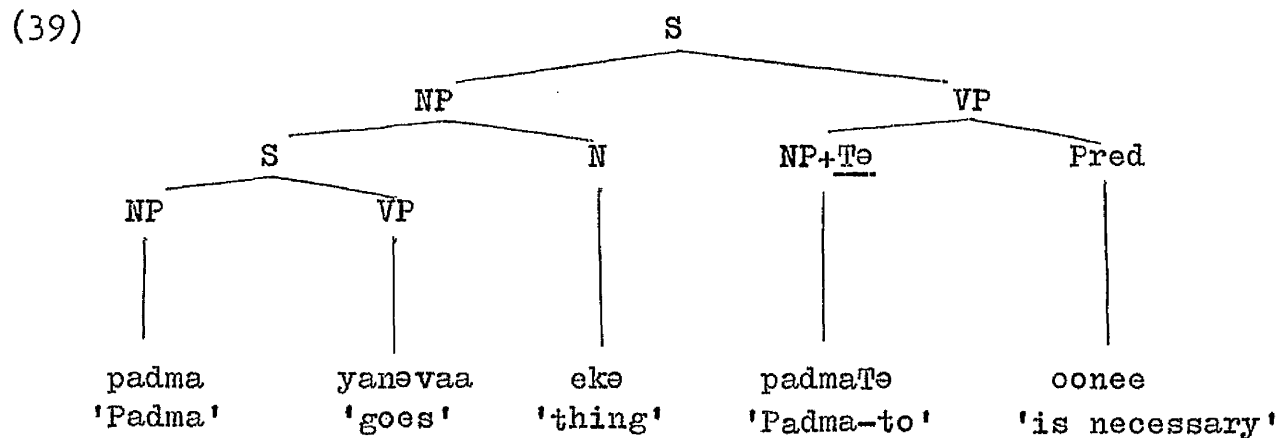 (39) S
NP VP
S N NP+Tə Pred
NP VP
padma yanəvaa ekə padmaTə oonee
'Padma' 'goes' 'thing' 'Padma-to' 'is necessary'